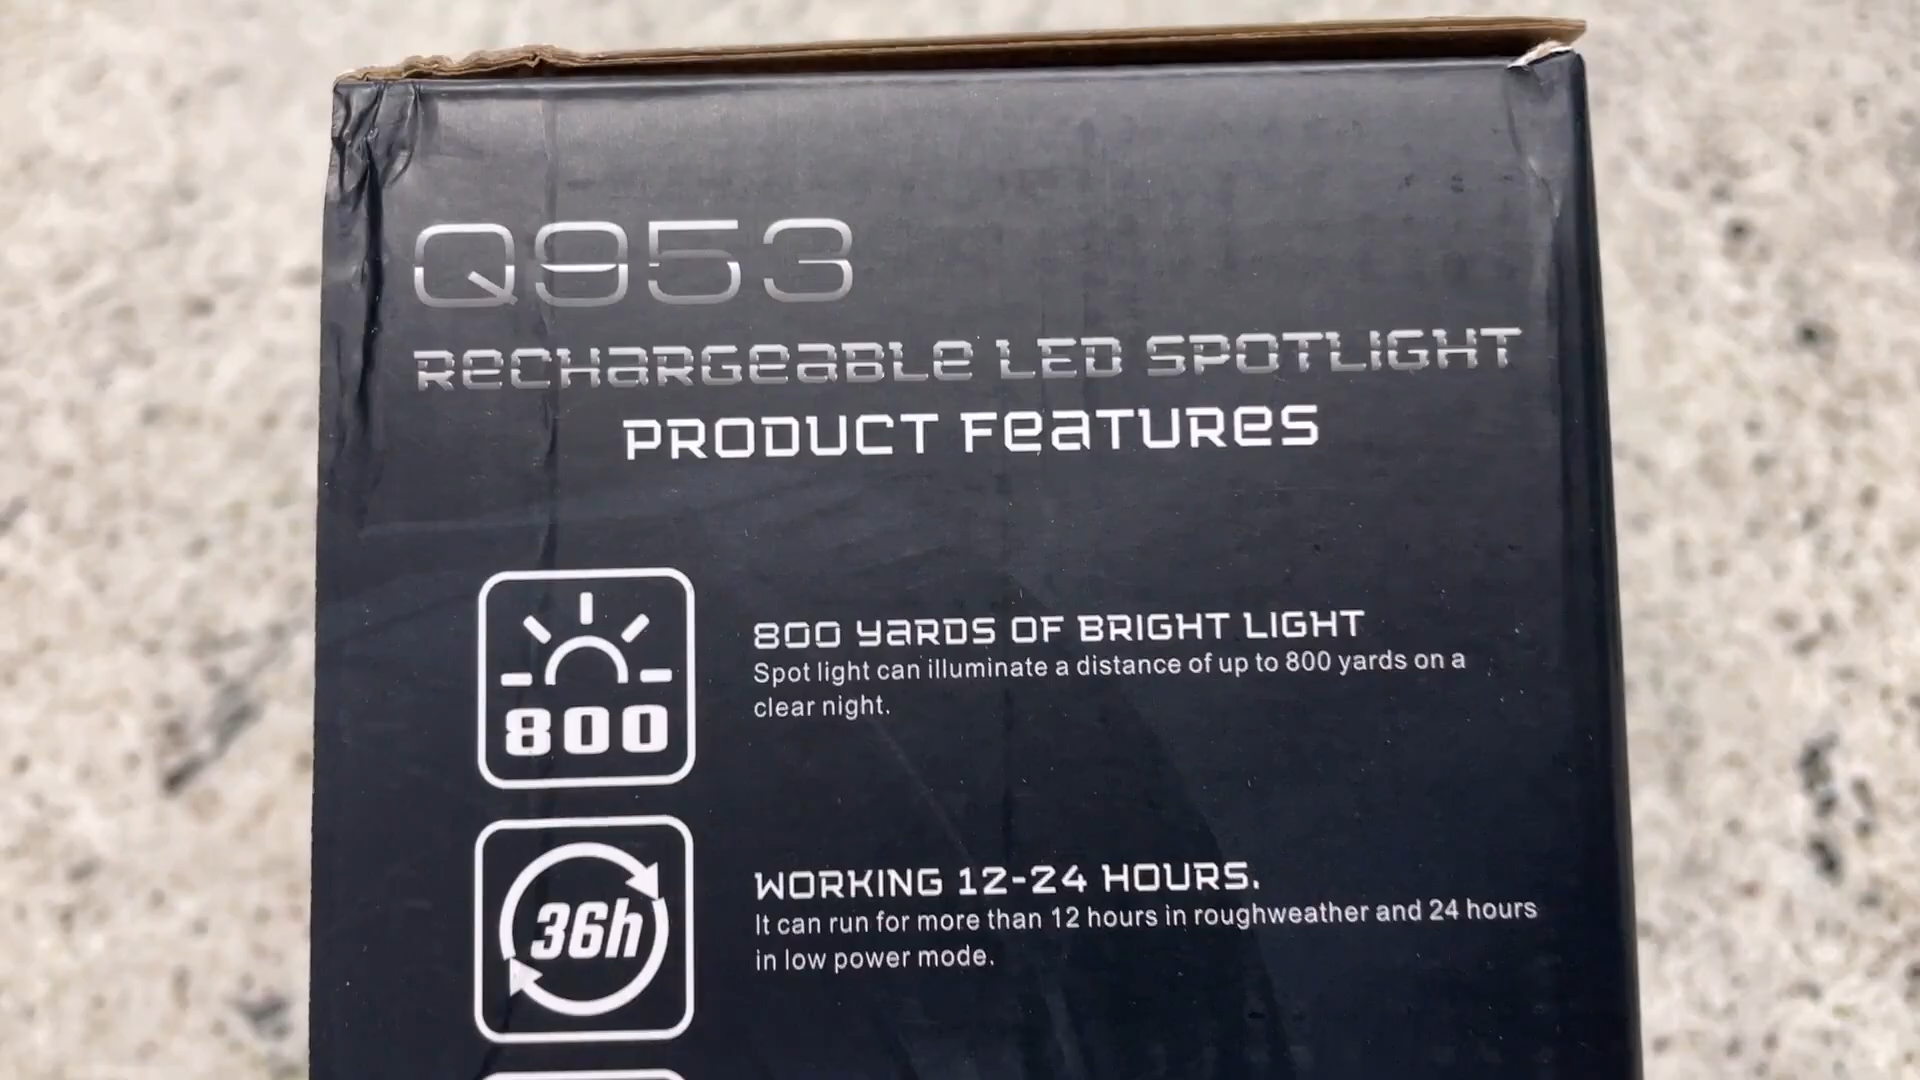 Q953
RECHARGEABLE LED SPOTLIGHT
PRODUCT FEATURES
800
800 YARDS OF BRIGHT LIGHT
Spot light can illuminate a distance of up to 800 yards on a
clear night.
36h
WORKING 12-24 HOURS.
It can run for more than 12 hours in roughweather and 24 hours
in low power mode.